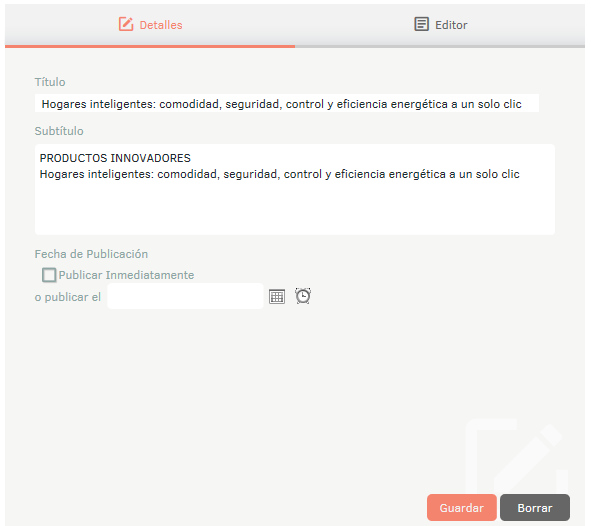 Detalles
Editor
Título
Hogares inteligentes: comodidad, seguridad, control y eficiencia energética a un solo clic
Subtítulo
PRODUCTOS INNOVADORES
Hogares inteligentes: comodidad, seguridad, control y eficiencia energética a un solo clic
Fecha de Publicación
Publicar Inmediatamente
o publicar el
Guardar
Borrar